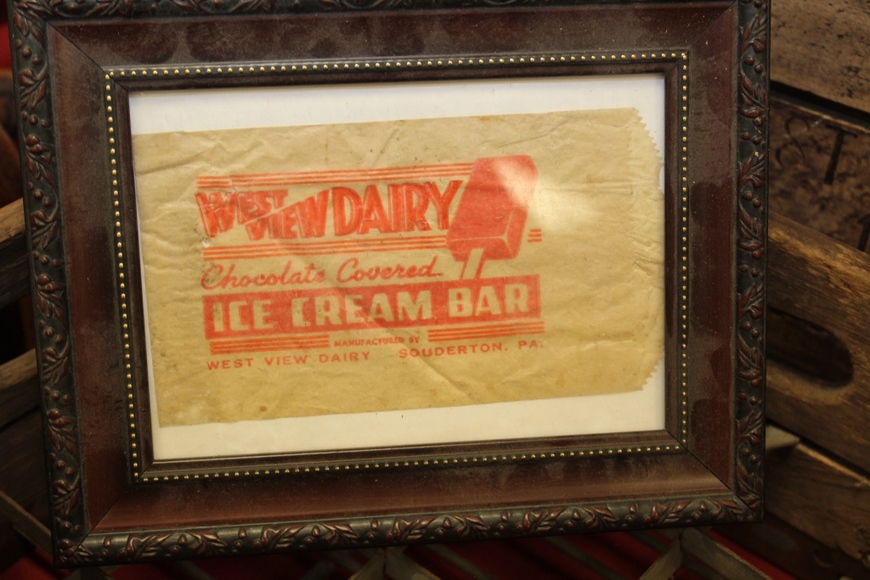 WEST VIEW DAIRY
Chocolate Covered
ICE CREAM BAR
MANUFACTURED BY
WEST VIEW DAIRY SOUDERTON, PA.